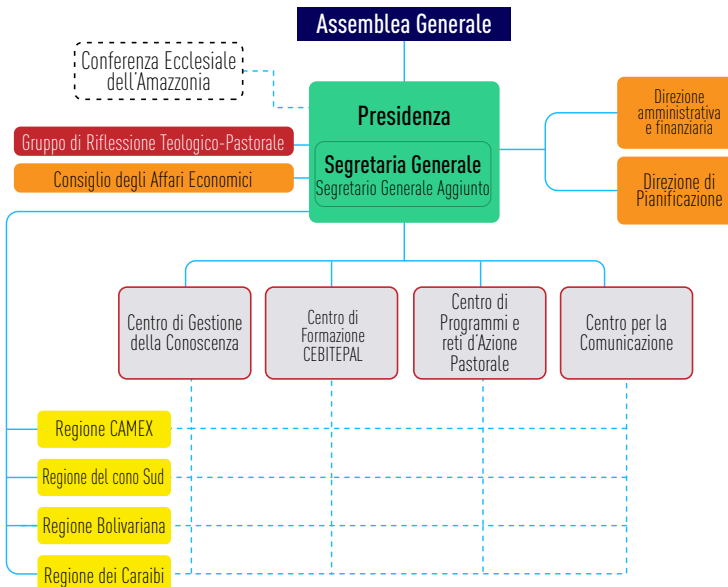 Assemblea Generale
Conferenza Ecclesiale
dell'Amazzonia
Presidenza
Segretaria Generale
Segretario Generale Aggiunto
Gruppo di Riflessione Teologico-Pastorale
Consiglio degli Affari Economici
Direzione
amministrativa
e finanziaria
Direzione di
Pianificazione
Centro di Gestione
della Conoscenza
Centro di
Formazione
CEBITEPAL
Centro di
Programmi e
reti d'Azione
Pastorale
Centro per la
Comunicazione
Regione CAMEX
Regione del cono Sud
Regione Bolivariana
Regione dei Caraibi